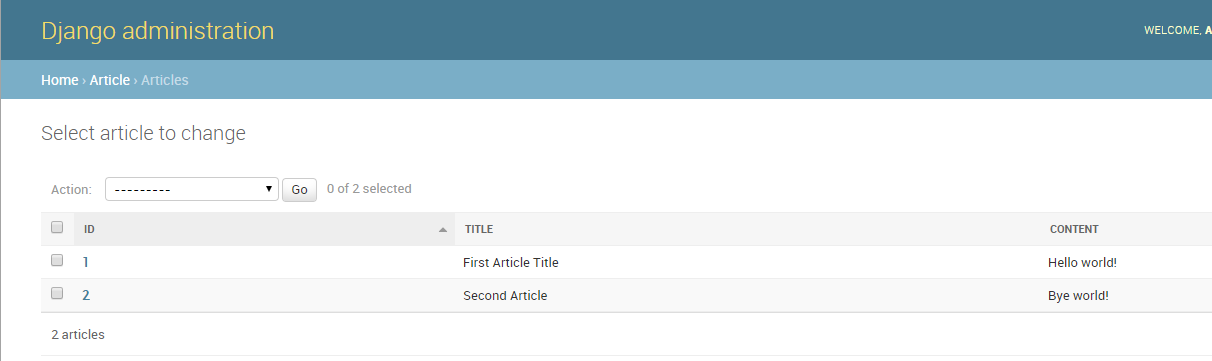 Django administration
WELCOME, A
Home › Article › Articles
Select article to change
Action: --------- Go 0 of 2 selected
ID TITLE CONTENT
1 First Article Title Hello world!
2 Second Article Bye world!
2 articles